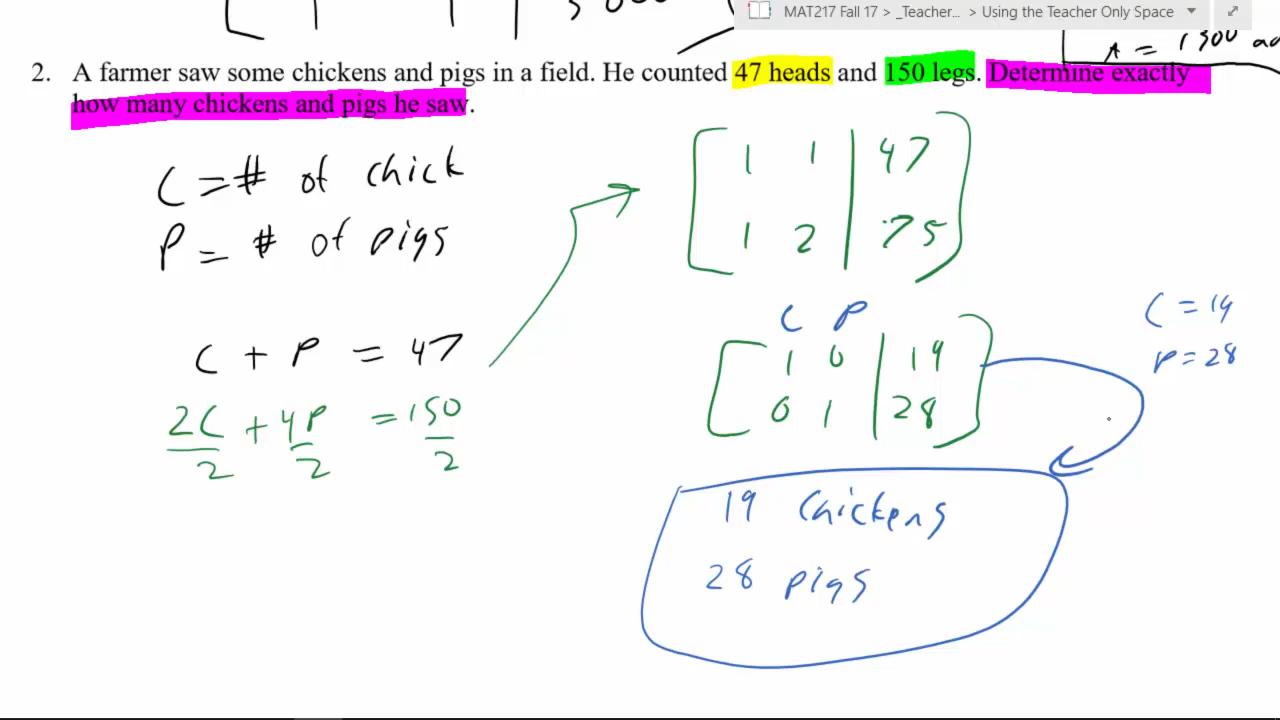 MAT217 Fall 17 > _Teacher... > Using the Teacher Only Space
A = 1300
2. A farmer saw some chickens and pigs in a field. He counted 47 heads and 150 legs. Determine exactly
how many chickens and pigs he saw.
C = # of chick
P = # of pigs
C + P = 47
2C/2 + 4P/2 = 150/2
[ 1 1 | 47 ]
[ 1 2 | 75 ]
C P
[ 1 0 | 19 ]
[ 0 1 | 28 ]
C = 19
P = 28
19 Chickens
28 pigs